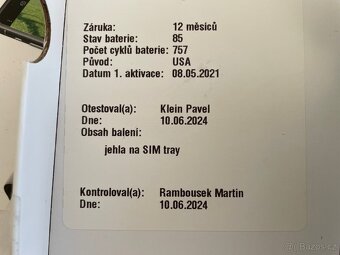 Záruka: 12 měsíců
Stav baterie: 85
Počet cyklů baterie: 757
Původ: USA
Datum 1. aktivace: 08.05.2021
Otestoval(a): Klein Pavel
Dne: 10.06.2024
Obsah balení:
jehla na SIM tray
Kontroloval(a): Rambousek Martin
Dne: 10.06.2024
Bazoš.cz